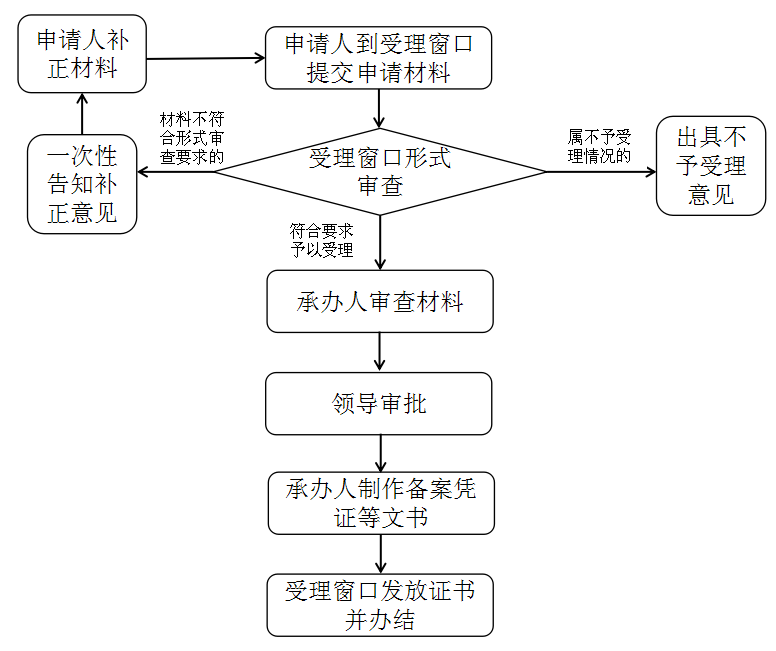 申请人补
正材料
申请人到受理窗口
提交申请材料
材料不符
合形式审
查要求的
属不予受
理情况的
一次性
告知补
正意见
受理窗口形式
审查
出具不
予受理
意见
符合要求
予以受理
承办人审查材料
领导审批
承办人制作备案凭
证等文书
受理窗口发放证书
并办结